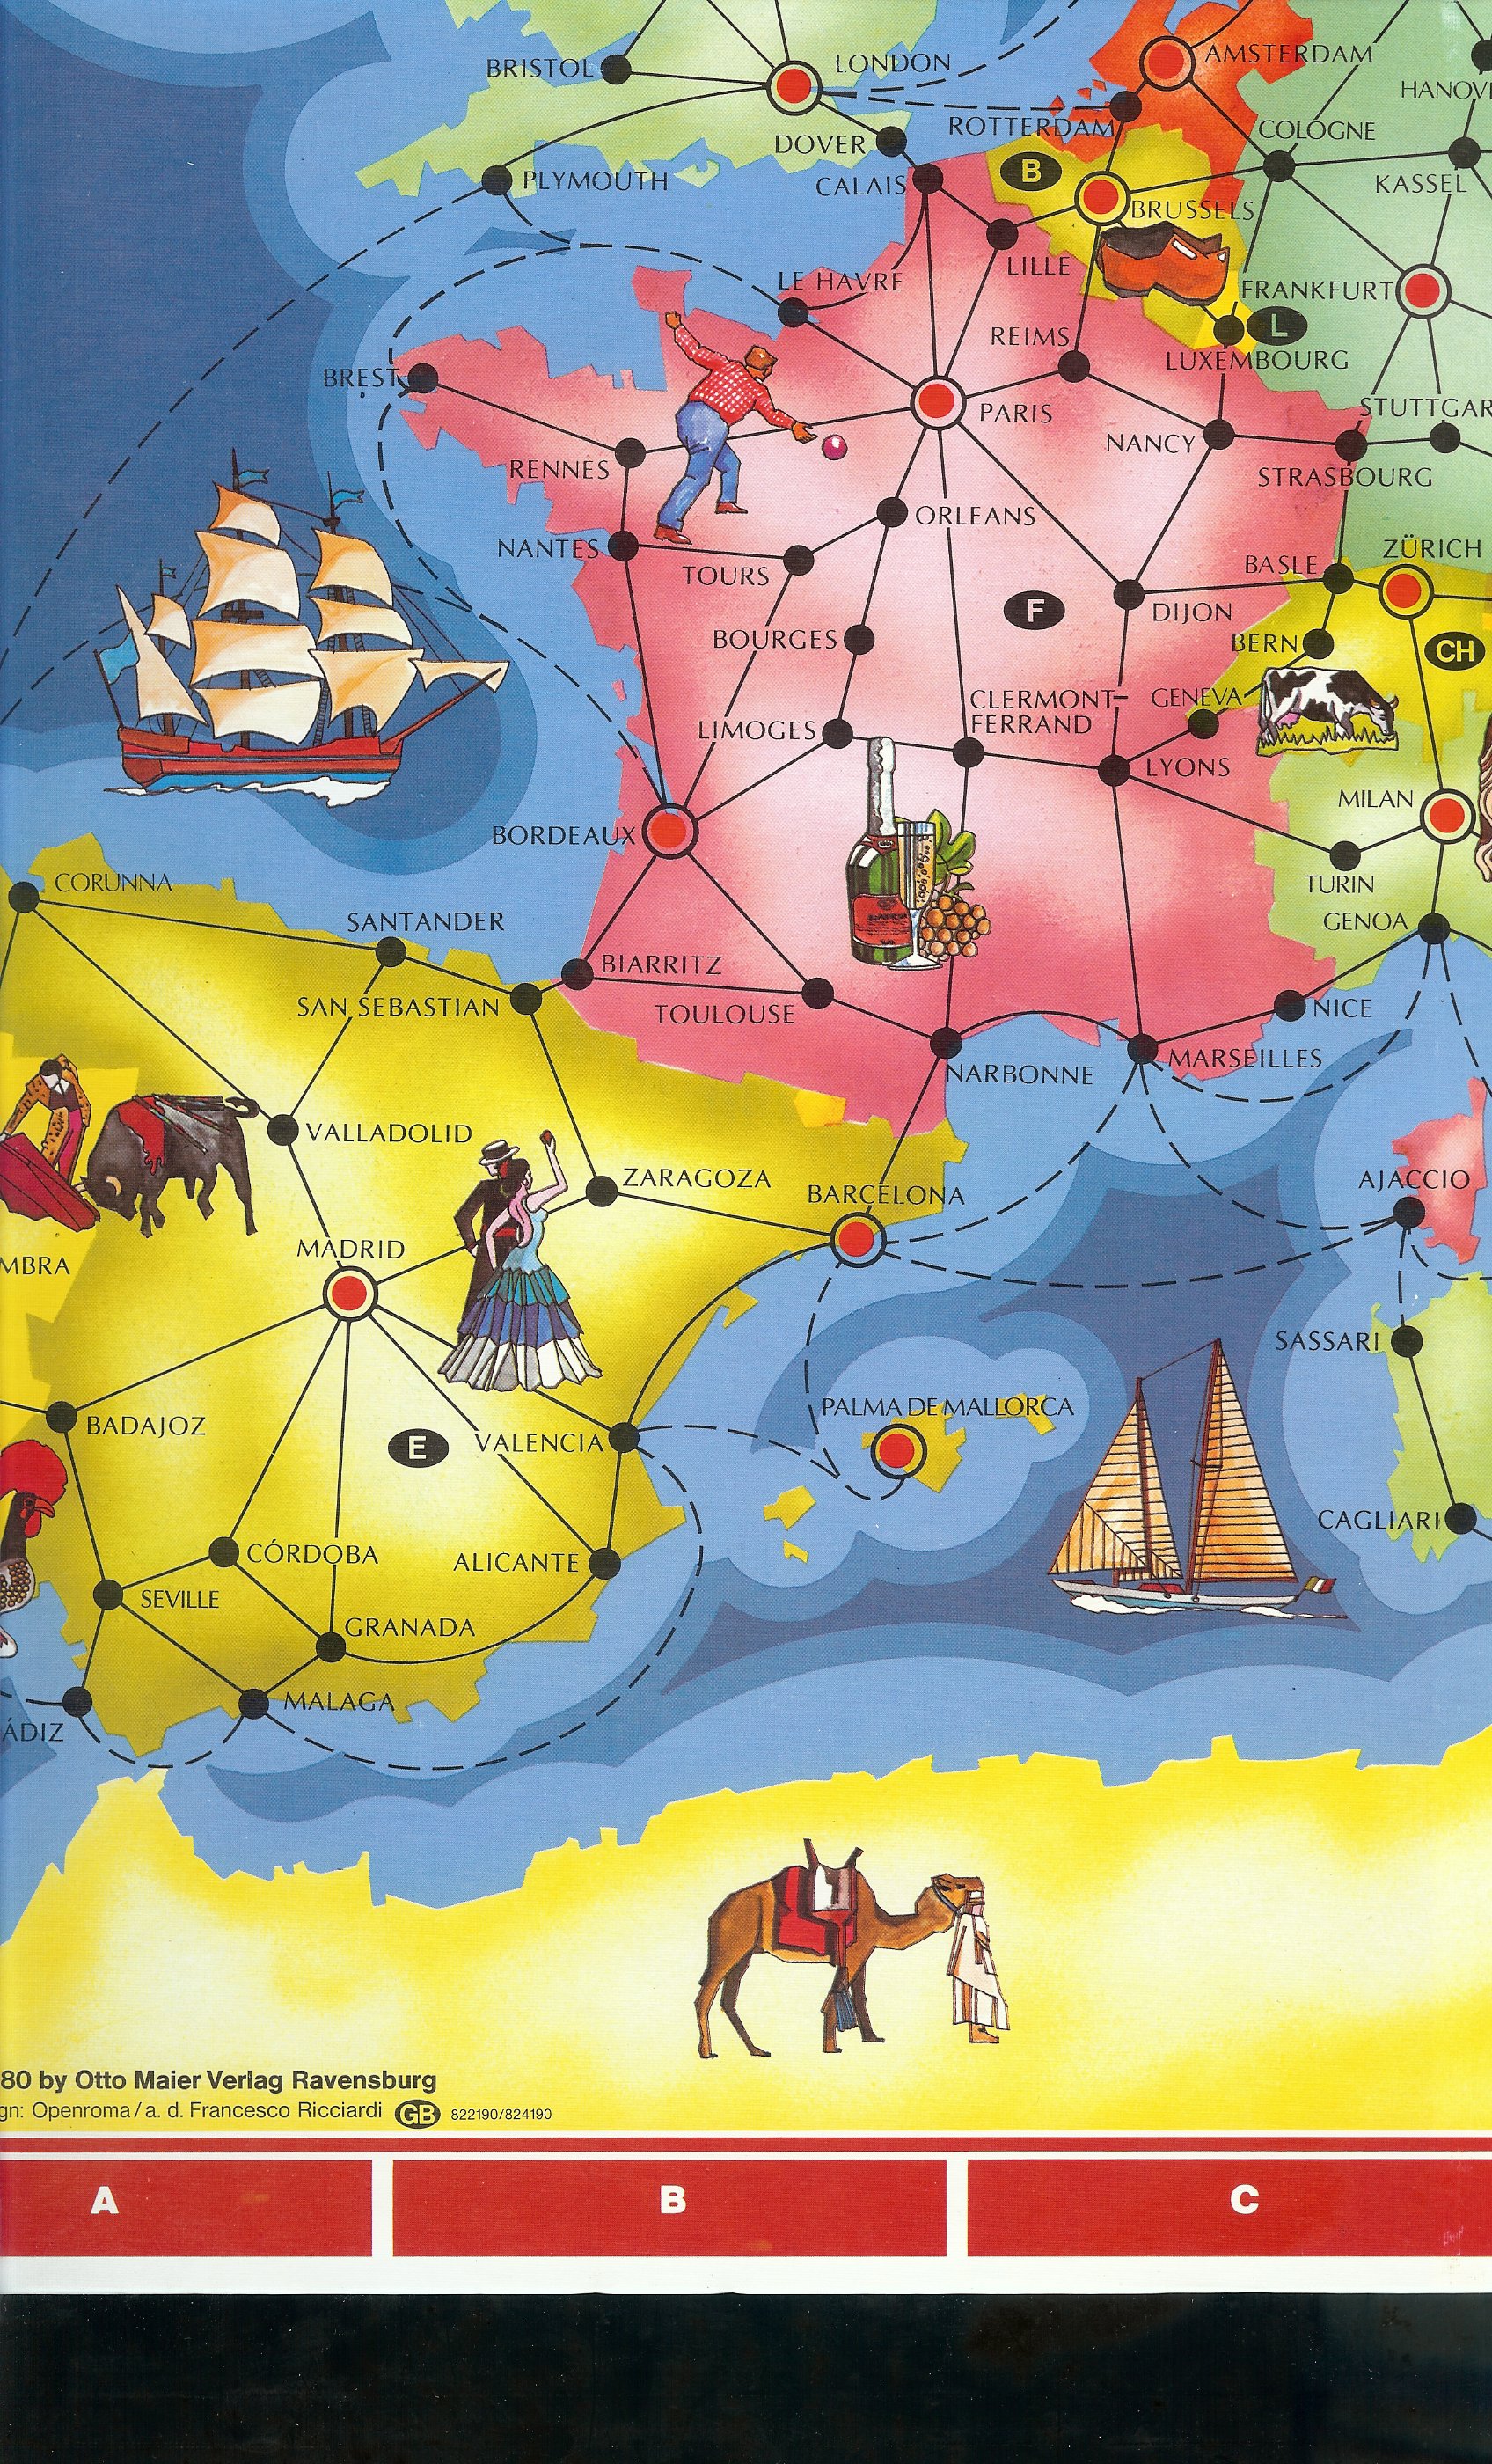 LONDON
AMSTERDAM
BRISTOL
HANOV
ROTTERDAM
COLOGNE
DOVER
B
PLYMOUTH
CALAIS
KASSEL
BRUSSELS
LILLE
LE HAVRE
FRANKFURT
L
REIMS
LUXEMBOURG
BREST
STUTTGAR
PARIS
NANCY
RENNES
STRASBOURG
ORLEANS
NANTES
ZÜRICH
TOURS
BASLE
F
DIJON
BOURGES
BERN
CH
CLERMONT-
FERRAND
GENEVA
LIMOGES
LYONS
MILAN
BORDEAUX
CORUNNA
TURIN
SANTANDER
GENOA
BIARRITZ
SAN SEBASTIAN
TOULOUSE
NICE
MARSEILLES
NARBONNE
VALLADOLID
ZARAGOZA
BARCELONA
AJACCIO
MADRID
MBRA
SASSARI
PALMA DE MALLORCA
BADAJOZ
E
VALENCIA
CAGLIARI
CÓRDOBA
ALICANTE
SEVILLE
GRANADA
MALAGA
ÁDIZ
80 by Otto Maier Verlag Ravensburg
gn: Openroma/a. d. Francesco Ricciardi GB 822190/824190
A
B
C